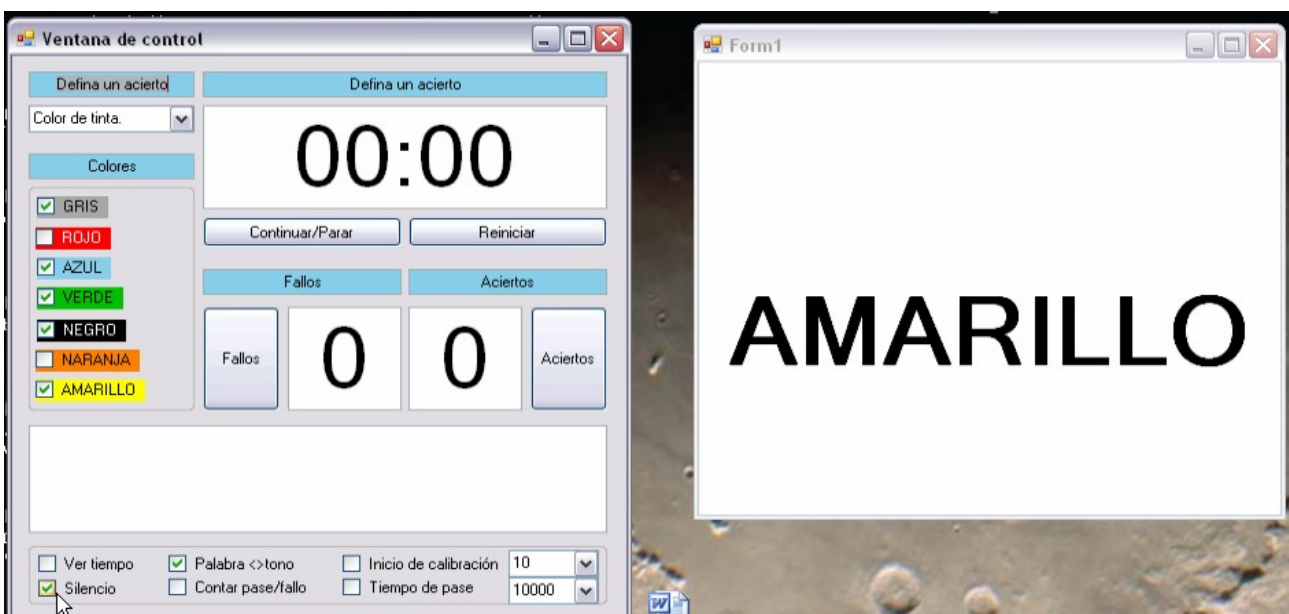 Ventana de control
Defina un acierto
Defina un acierto
Color de tinta.
00:00
Colores
GRIS
ROJO
AZUL
VERDE
NEGRO
NARANJA
AMARILLO
Continuar/Parar
Reiniciar
Fallos
Aciertos
Fallos
0
0
Aciertos
Ver tiempo
Palabra <>tono
Inicio de calibración
10
Silencio
Contar pase/fallo
Tiempo de pase
10000
Form1
AMARILLO
W